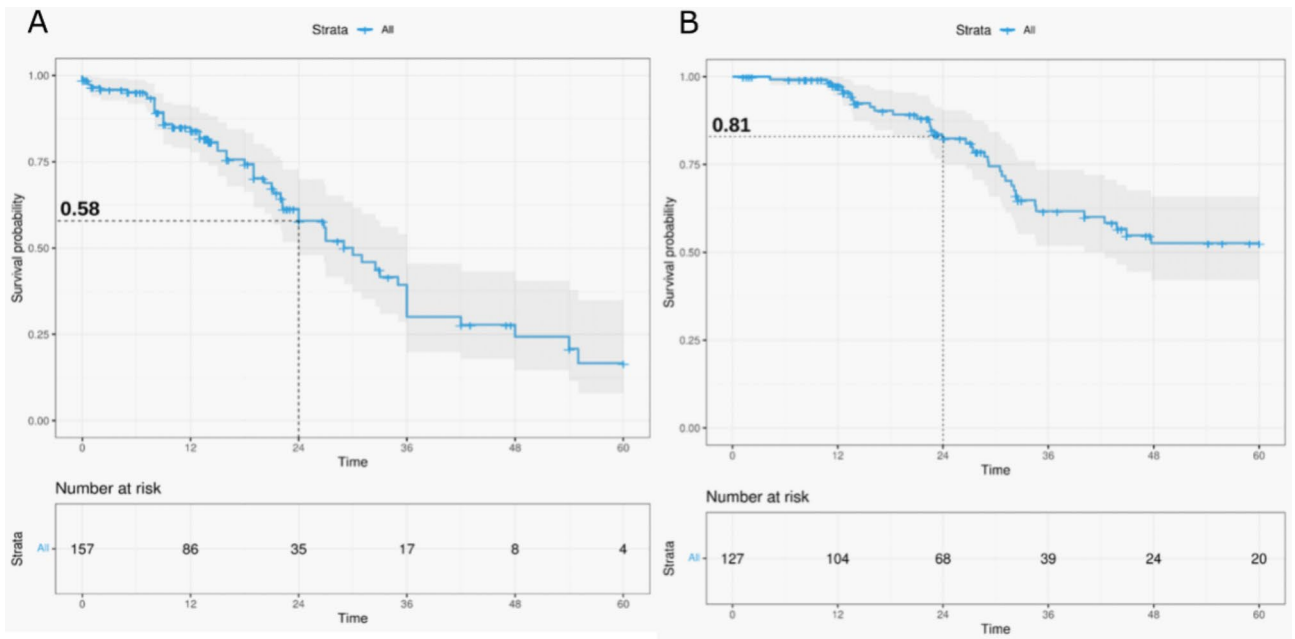 A
Strata All
1.00
0.75
0.58
0.50
0.25
0.00
Survival probability
0 12 24 36 48 60
Time
Number at risk
Strata
All 157 86 35 17 8 4
0 12 24 36 48 60
Time
B
Strata All
1.00
0.81
0.75
0.50
0.25
0.00
Survival probability
0 12 24 36 48 60
Time
Number at risk
Strata
All 127 104 68 39 24 20
0 12 24 36 48 60
Time